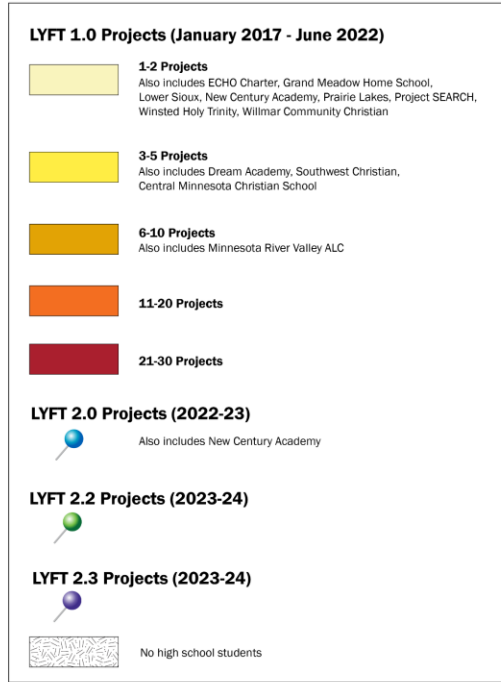 LYFT 1.0 Projects (January 2017 - June 2022)
1-2 Projects
Also includes ECHO Charter, Grand Meadow Home School,
Lower Sioux, New Century Academy, Prairie Lakes, Project SEARCH,
Winsted Holy Trinity, Willmar Community Christian
3-5 Projects
Also includes Dream Academy, Southwest Christian,
Central Minnesota Christian School
6-10 Projects
Also includes Minnesota River Valley ALC
11-20 Projects
21-30 Projects
LYFT 2.0 Projects (2022-23)
Also includes New Century Academy
LYFT 2.2 Projects (2023-24)
LYFT 2.3 Projects (2023-24)
No high school students